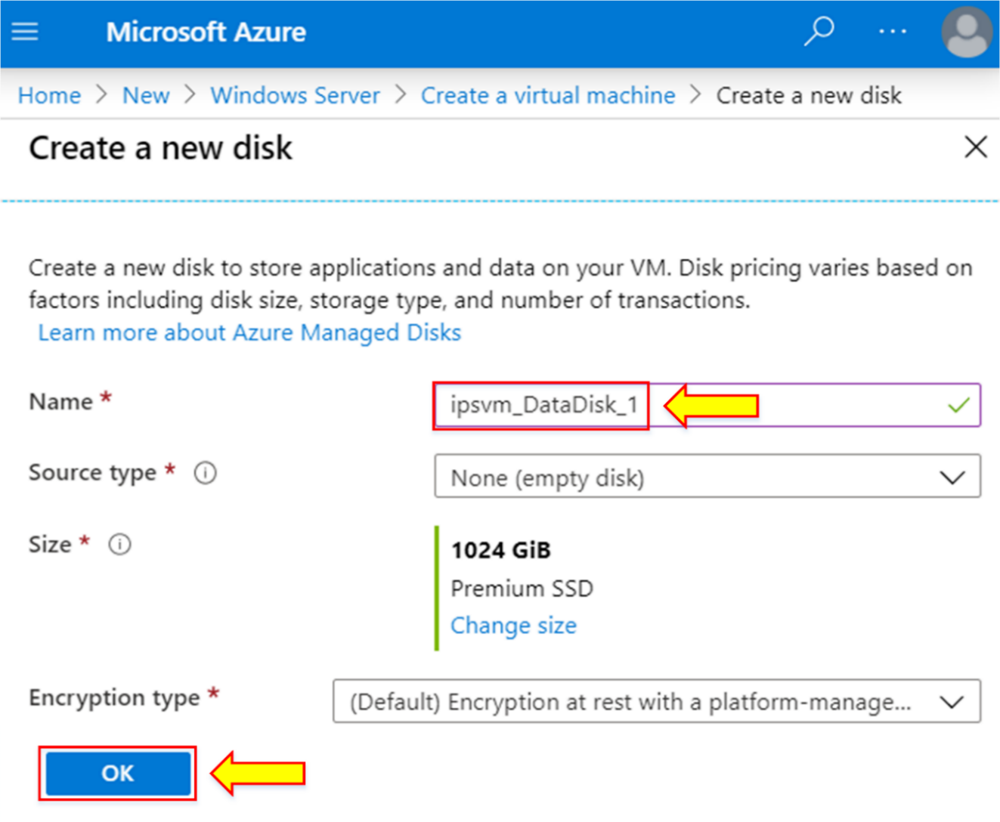 Microsoft Azure
Home > New > Windows Server > Create a virtual machine > Create a new disk
Create a new disk
Create a new disk to store applications and data on your VM. Disk pricing varies based on
factors including disk size, storage type, and number of transactions.
Learn more about Azure Managed Disks
Name * ipsvm_DataDisk_1
Source type * None (empty disk)
Size * 1024 GiB
Premium SSD
Change size
Encryption type * (Default) Encryption at rest with a platform-manage...
OK